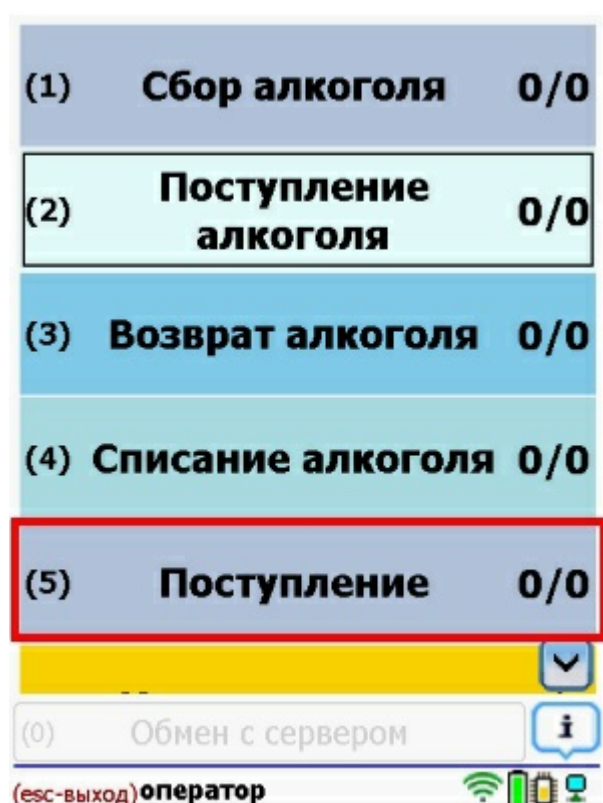 (1) Сбор алкоголя 0/0
Поступление
(2) алкоголя 0/0
(3) Возврат алкоголя 0/0
(4) Списание алкоголя 0/0
(5) Поступление 0/0
(0) Обмен с сервером i
(esc-выход)оператор